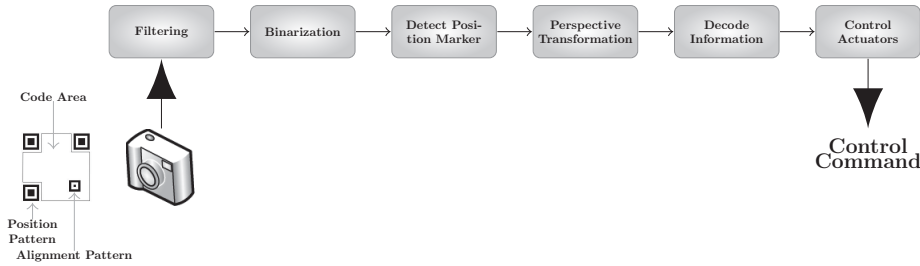 Filtering
Binarization
Detect Posi-
tion Marker
Perspective
Transformation
Decode
Information
Control
Actuators
Code Area
Control
Command
Position
Pattern
Alignment Pattern